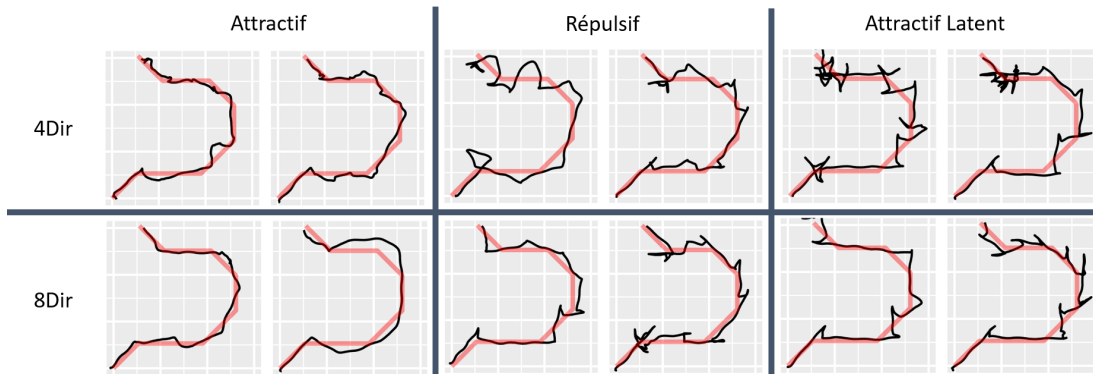 Attractif
Répulsif
Attractif Latent
4Dir
8Dir